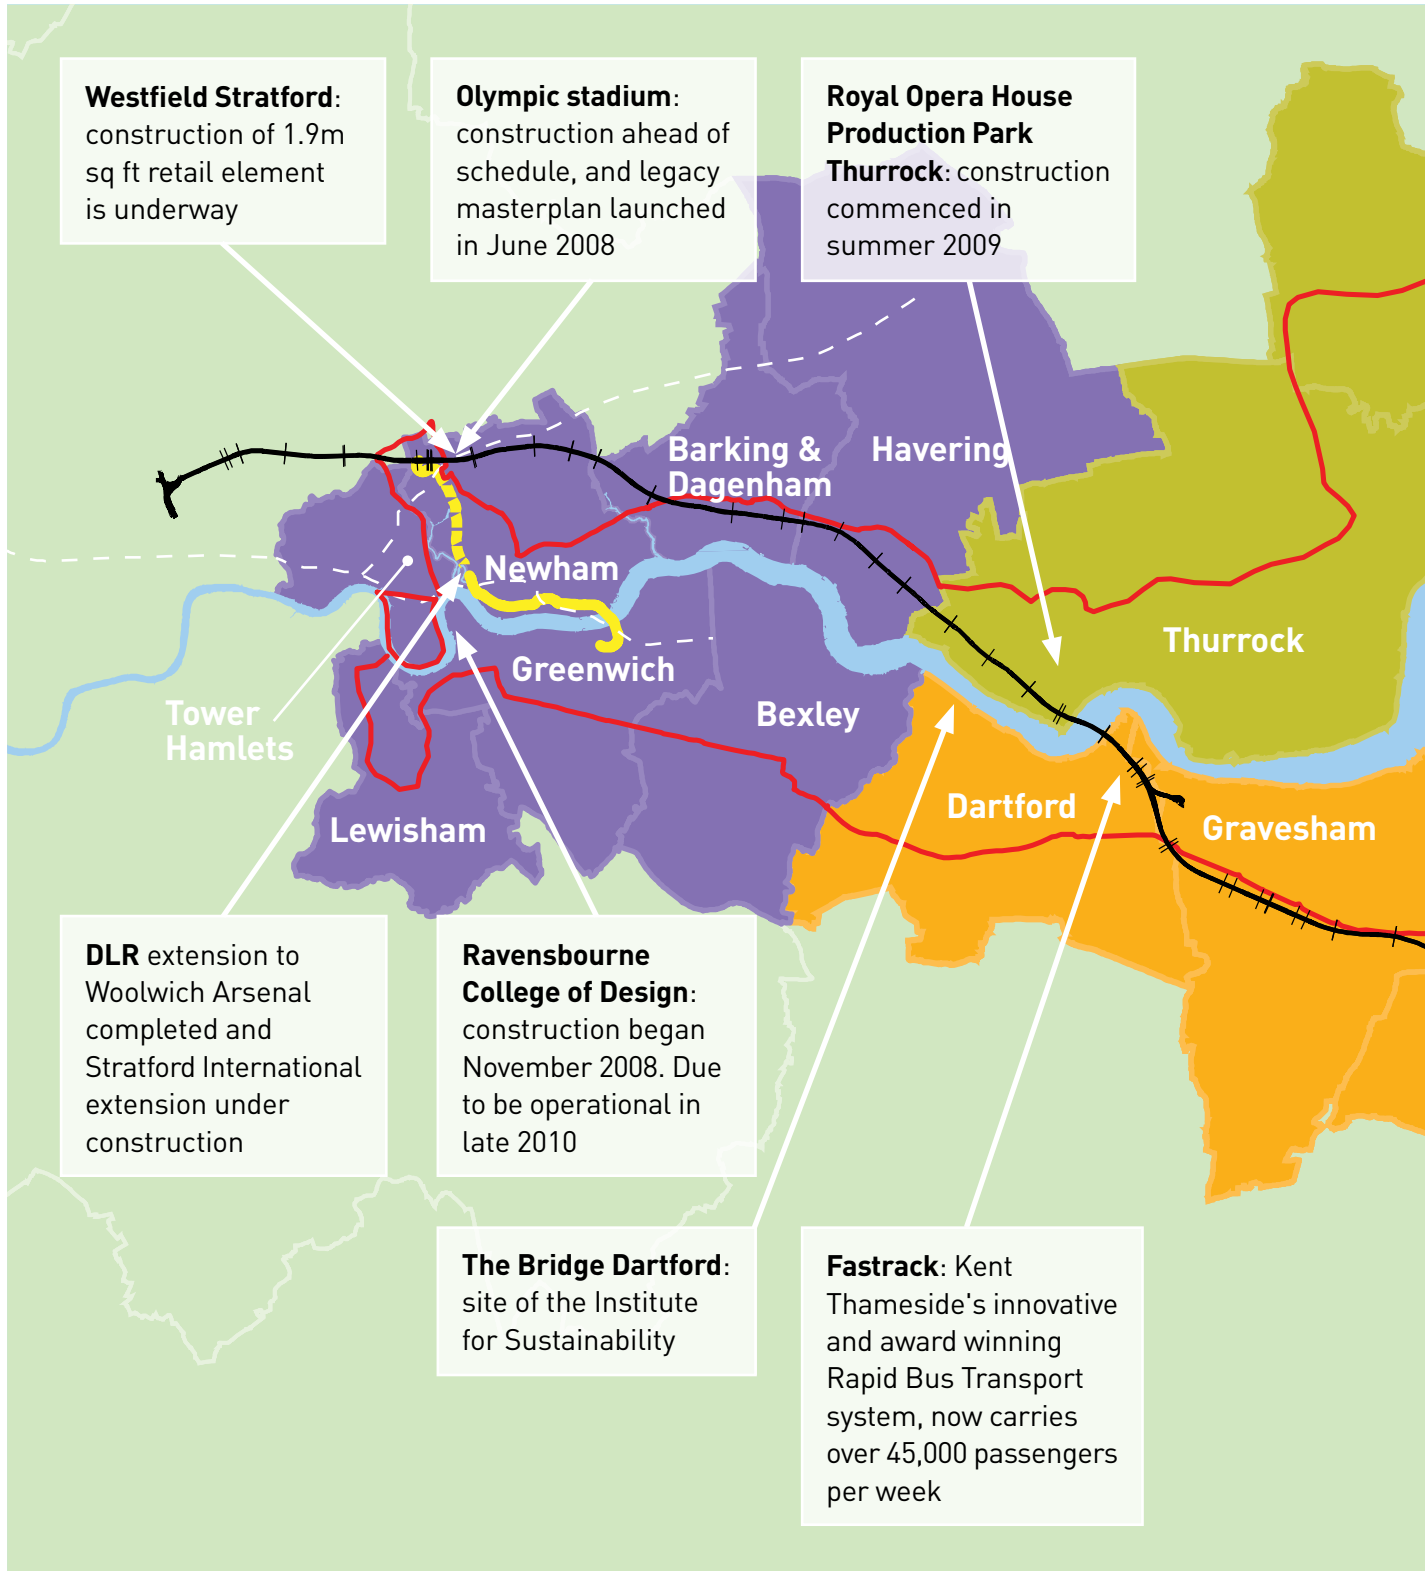 Westfield Stratford:
construction of 1.9m
sq ft retail element
is underway
Olympic stadium:
construction ahead of
schedule, and legacy
masterplan launched
in June 2008
Royal Opera House
Production Park
Thurrock: construction
commenced in
summer 2009
Barking &
Dagenham
Havering
Newham
Thurrock
Greenwich
Bexley
Tower
Hamlets
Dartford
Gravesham
Lewisham
DLR extension to
Woolwich Arsenal
completed and
Stratford International
extension under
construction
Ravensbourne
College of Design:
construction began
November 2008. Due
to be operational in
late 2010
The Bridge Dartford:
site of the Institute
for Sustainability
Fastrack: Kent
Thameside's innovative
and award winning
Rapid Bus Transport
system, now carries
over 45,000 passengers
per week